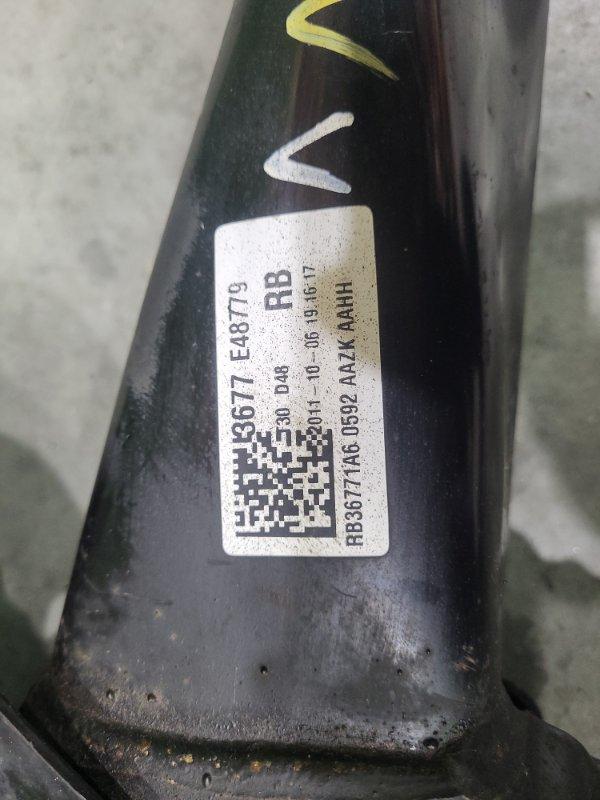 V
V
3677 E48779
30 D48 RB
2011-10-06 19:16:17
RB36771A6 0592 AAZK AAHH